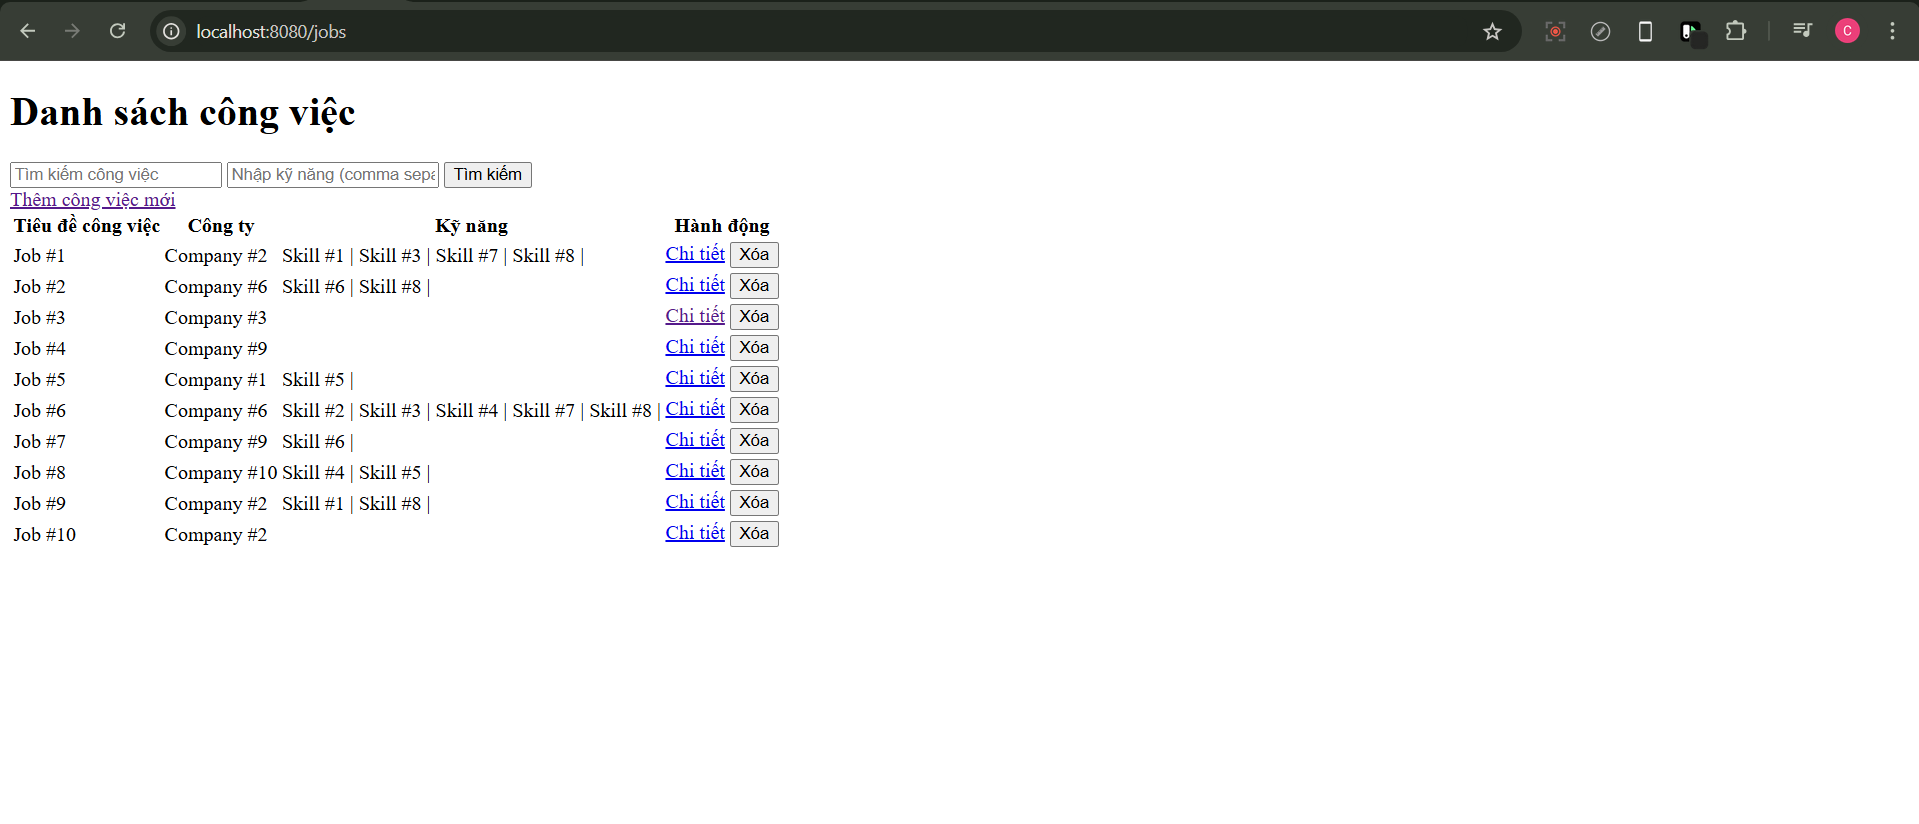 localhost:8080/jobs
C
Danh sách công việc
Tìm kiếm công việc Nhập kỹ năng (comma sepa Tìm kiếm
Thêm công việc mới
Tiêu đề công việc Công ty Kỹ năng Hành động
Job #1 Company #2 Skill #1 | Skill #3 | Skill #7 | Skill #8 | Chi tiết Xóa
Job #2 Company #6 Skill #6 | Skill #8 | Chi tiết Xóa
Job #3 Company #3 Chi tiết Xóa
Job #4 Company #9 Chi tiết Xóa
Job #5 Company #1 Skill #5 | Chi tiết Xóa
Job #6 Company #6 Skill #2 | Skill #3 | Skill #4 | Skill #7 | Skill #8 | Chi tiết Xóa
Job #7 Company #9 Skill #6 | Chi tiết Xóa
Job #8 Company #10 Skill #4 | Skill #5 | Chi tiết Xóa
Job #9 Company #2 Skill #1 | Skill #8 | Chi tiết Xóa
Job #10 Company #2 Chi tiết Xóa